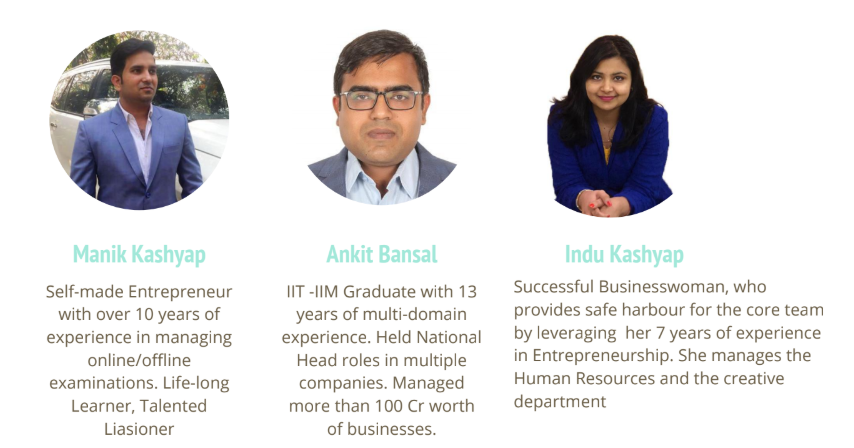 Manik Kashyap
Self-made Entrepreneur
with over 10 years of
experience in managing
online/offline
examinations. Life-long
Learner, Talented
Liasioner
Ankit Bansal
IIT -IIM Graduate with 13
years of multi-domain
experience. Held National
Head roles in multiple
companies. Managed
more than 100 Cr worth
of businesses.
Indu Kashyap
Successful Businesswoman, who
provides safe harbour for the core team
by leveraging  her 7 years of experience
in Entrepreneurship. She manages the
Human Resources and the creative
department